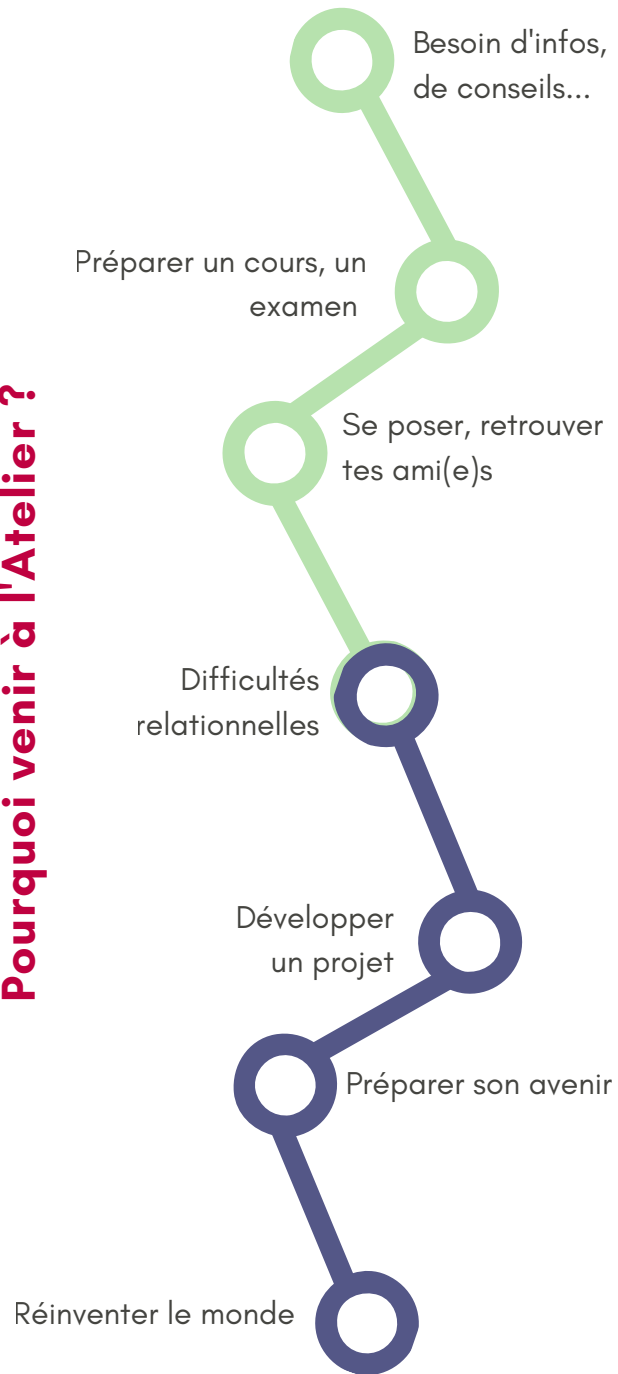 Pourquoi venir à l'Atelier ?
Besoin d'infos,
de conseils...
Préparer un cours, un
examen
Se poser, retrouver
tes ami(e)s
Difficultés
relationnelles
Développer
un projet
Préparer son avenir
Réinventer le monde